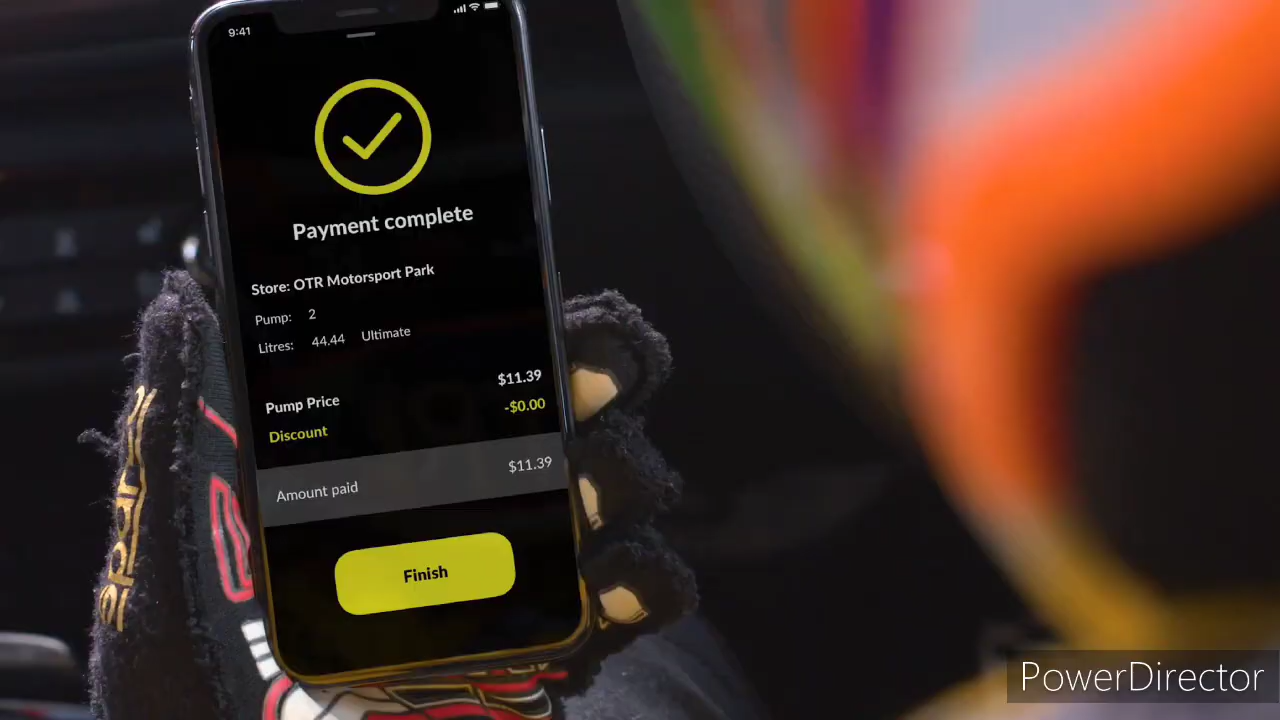 9:41
Payment complete
Store: OTR Motorsport Park
Pump: 2
Litres: 44.44 Ultimate
Pump Price $11.39
Discount -$0.00
Amount paid $11.39
Finish
PowerDirector